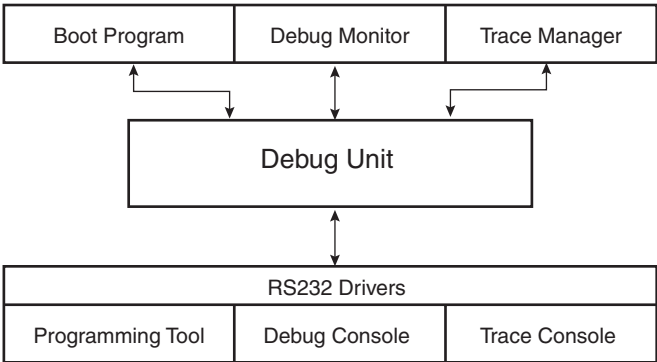 Boot Program
Debug Monitor
Trace Manager
Debug Unit
RS232 Drivers
Programming Tool
Debug Console
Trace Console